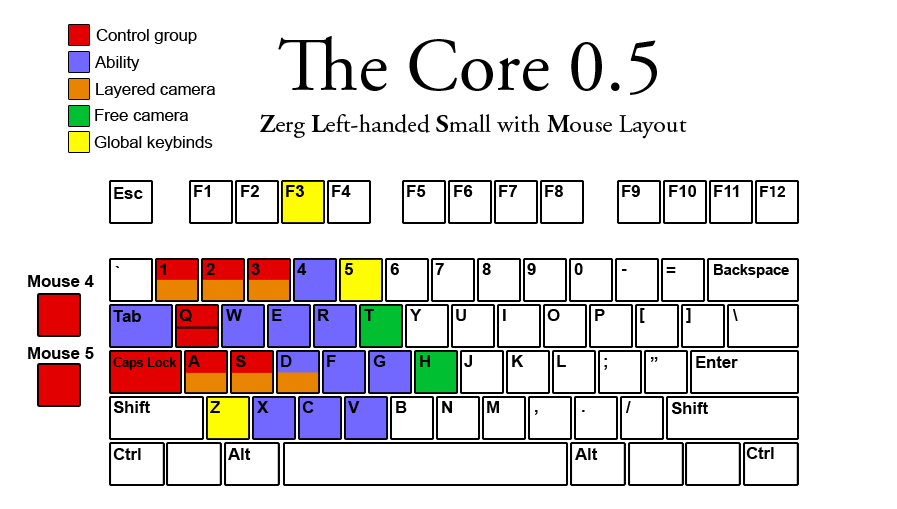 Control group
Ability
Layered camera
Free camera
Global keybinds
The Core 0.5
Zerg Left-handed Small with Mouse Layout
Esc F1 F2 F3 F4 F5 F6 F7 F8 F9 F10 F11 F12
Mouse 4
Mouse 5
` 1 2 3 4 5 6 7 8 9 0 - = Backspace
Tab Q W E R T Y U I O P [ ] \
Caps Lock A S D F G H J K L ; ” Enter
Shift Z X C V B N M , . / Shift
Ctrl Alt Alt Ctrl